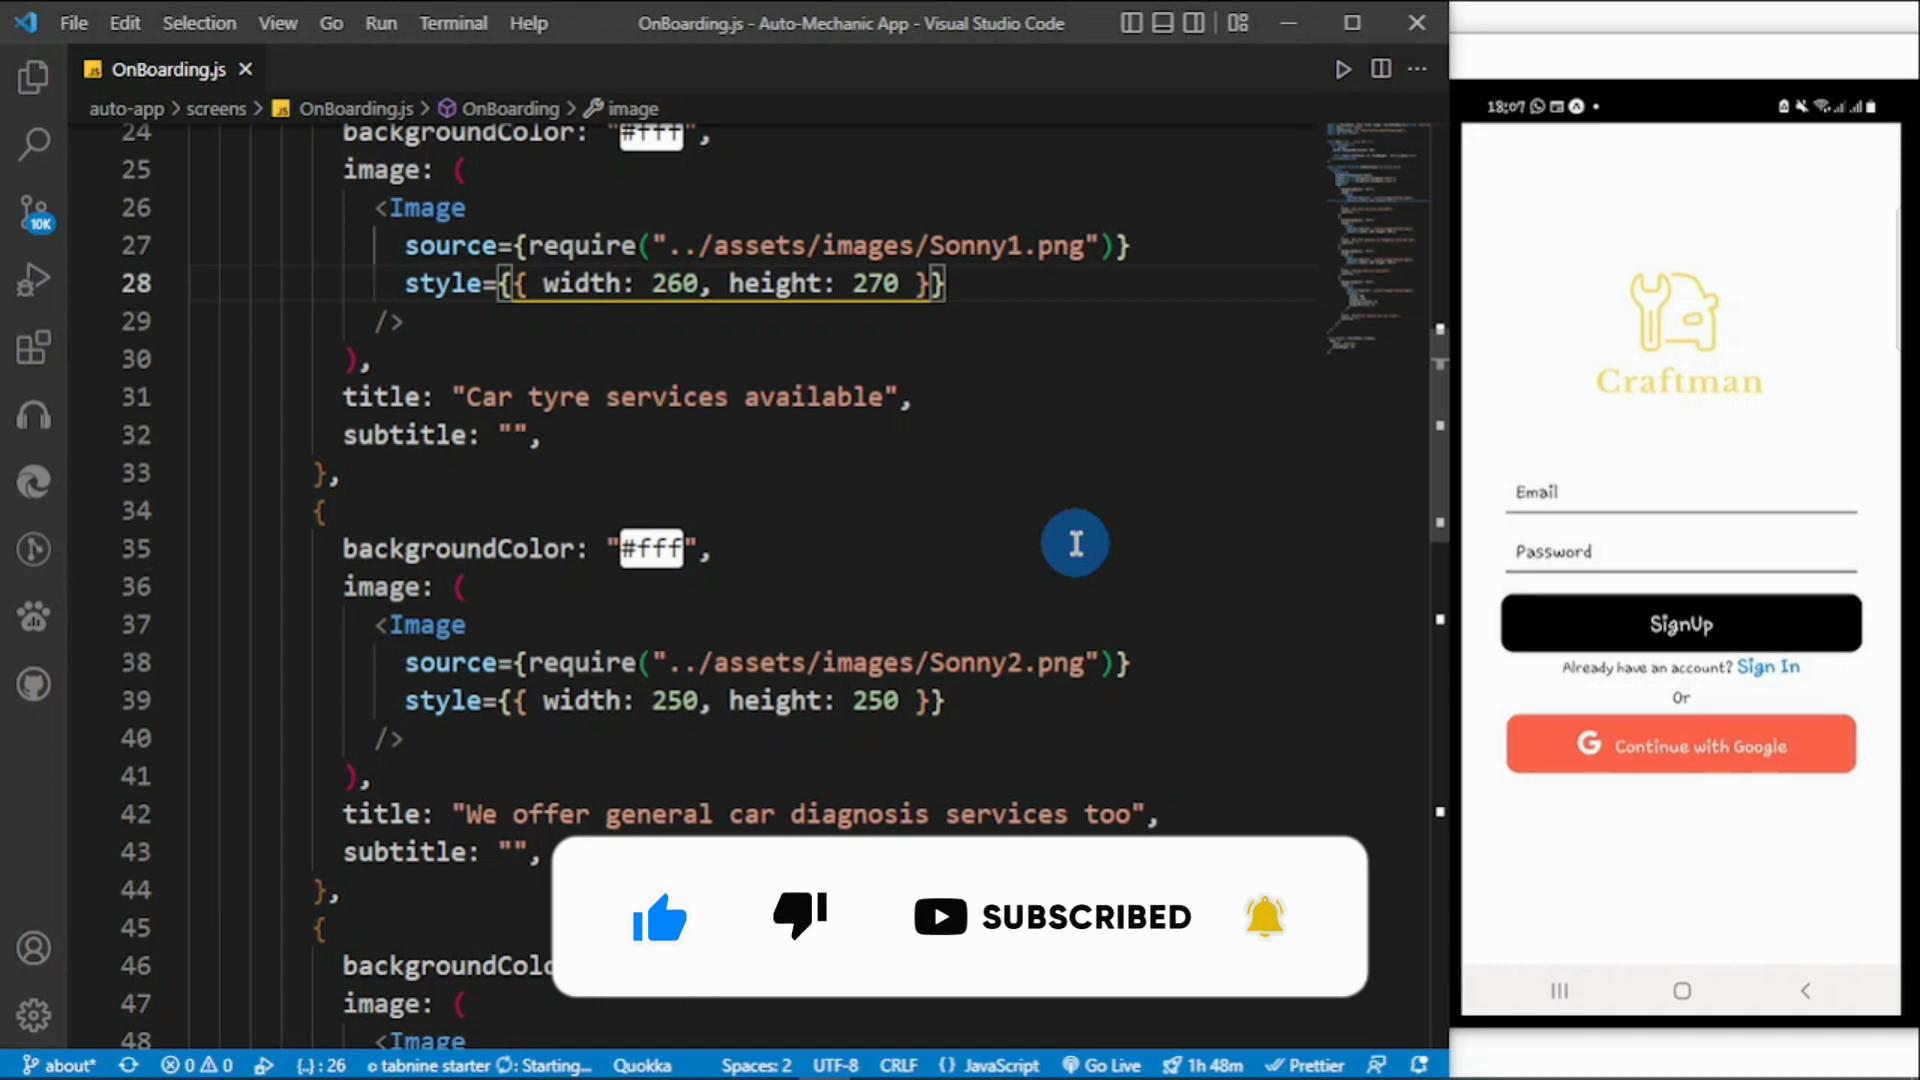 File Edit Selection View Go Run Terminal Help OnBoarding.js - Auto-Mechanic App - Visual Studio Code
OnBoarding.js
auto-app > screens > OnBoarding.js > OnBoarding > image
24 backgroundColor: "#fff",
25 image: (
26 <Image
27 source={require("../assets/images/Sonny1.png")}
28 style={{ width: 260, height: 270 }}
29 />
30 ),
31 title: "Car tyre services available",
32 subtitle: "",
33 },
34 {
35 backgroundColor: "#fff",
36 image: (
37 <Image
38 source={require("../assets/images/Sonny2.png")}
39 style={{ width: 250, height: 250 }}
40 />
41 ),
42 title: "We offer general car diagnosis services too",
43 subtitle: "",
44 },
45 {
46 backgroundColo
47 image: (
48 <Image
10K
SUBSCRIBED
about* 0 0 {..} : 26 tabnine starter : Starting... Quokka Spaces: 2 UTF-8 CRLF {} JavaScript Go Live 1h 48m Prettier
18:07
Craftman
Email
Password
SignUp
Already have an account? Sign In
Or
G Continue with Google